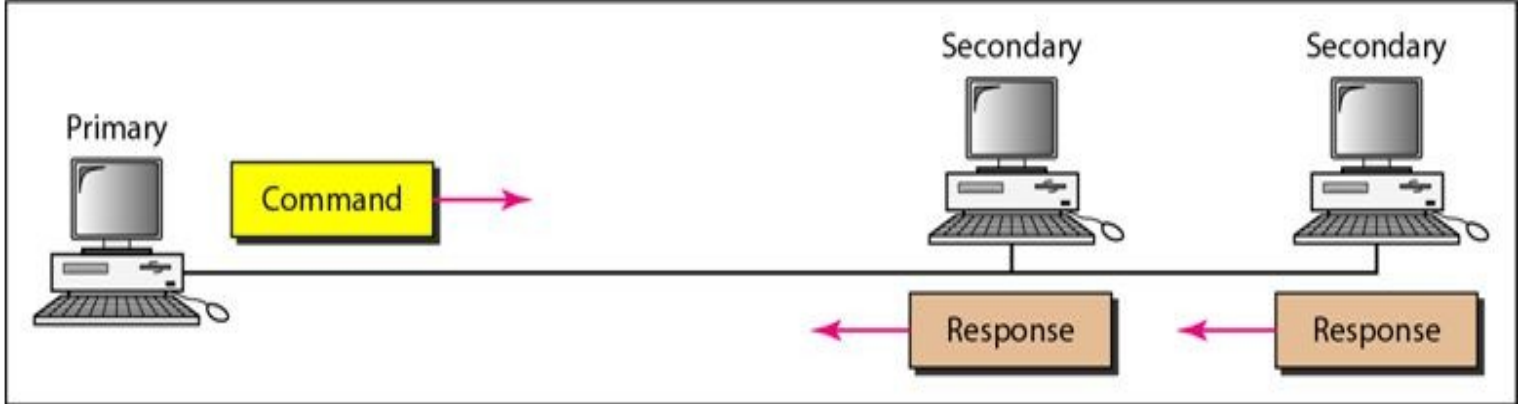 Secondary
Secondary
Primary
Command
Response
Response